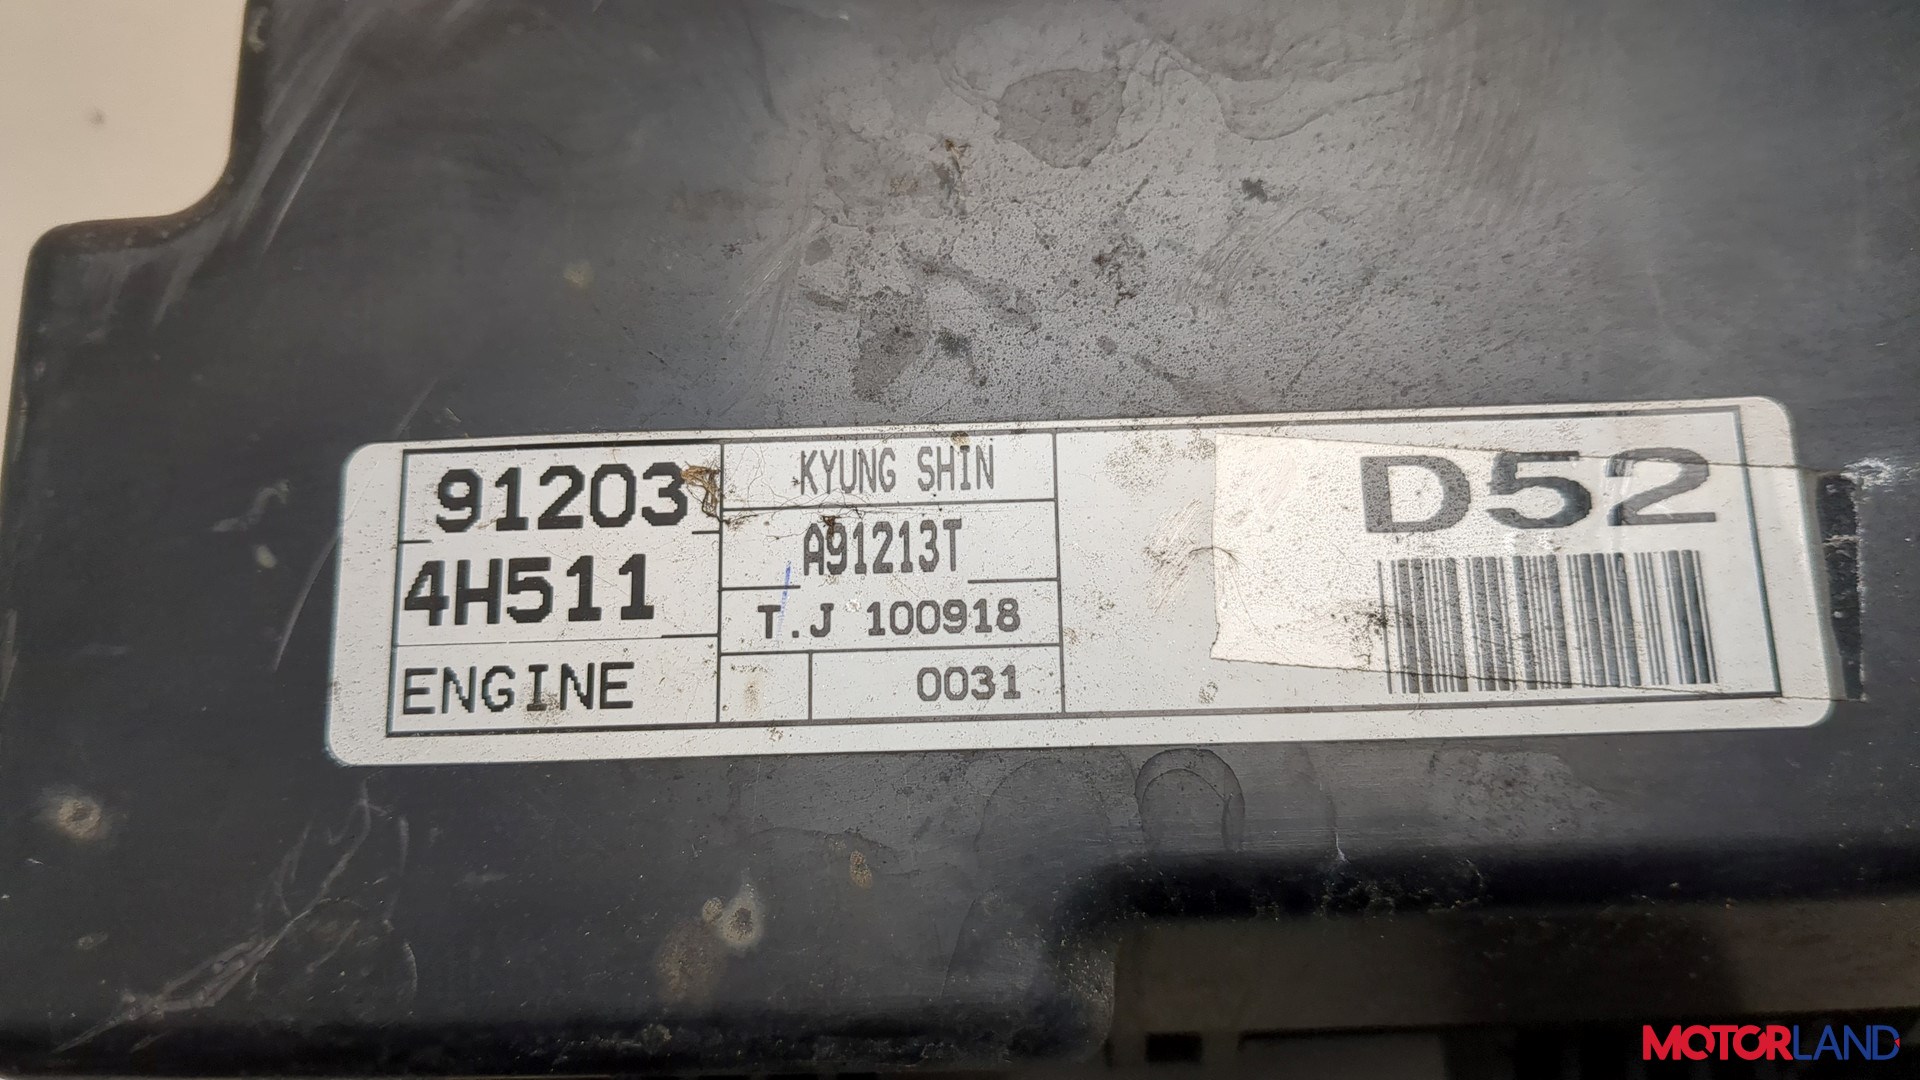 91203
4H511
ENGINE
KYUNG SHIN
A91213T
T.J 100918
0031
D52
MOTORLAND